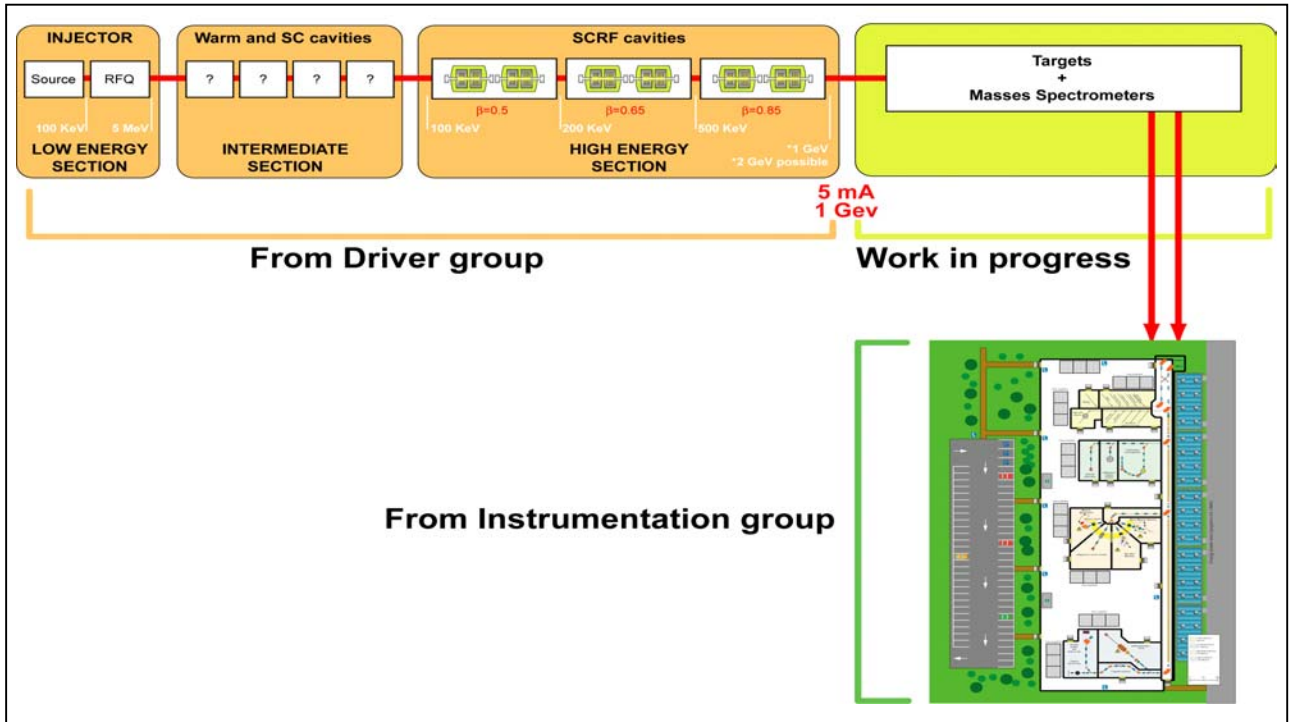 INJECTOR
Source
RFQ
100 KeV
5 MeV
LOW ENERGY
SECTION
Warm and SC cavities
?
?
?
?
INTERMEDIATE
SECTION
SCRF cavities
β=0.5
β=0.65
β=0.85
100 KeV
200 KeV
500 KeV
*1 GeV
*2 GeV possible
HIGH ENERGY
SECTION
Targets
+
Masses Spectrometers
5 mA
1 Gev
From Driver group
Work in progress
From Instrumentation group